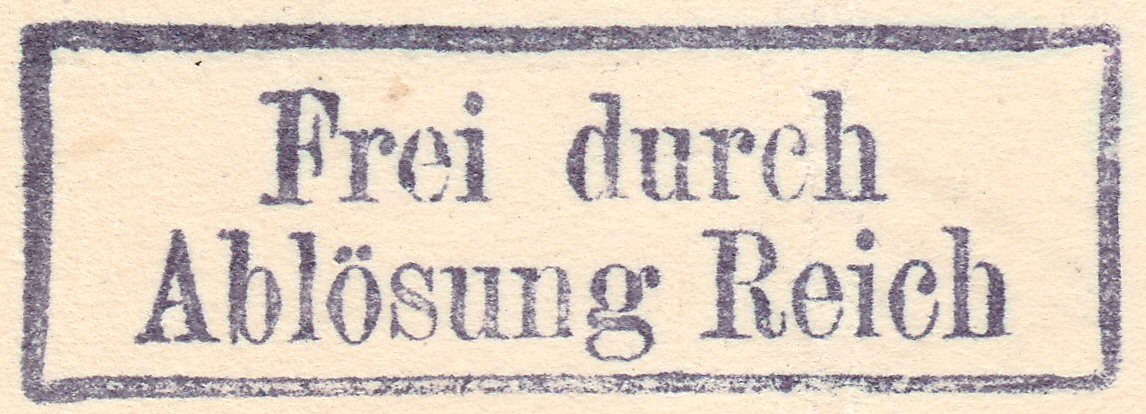 Frei durch
Ablösung Reich